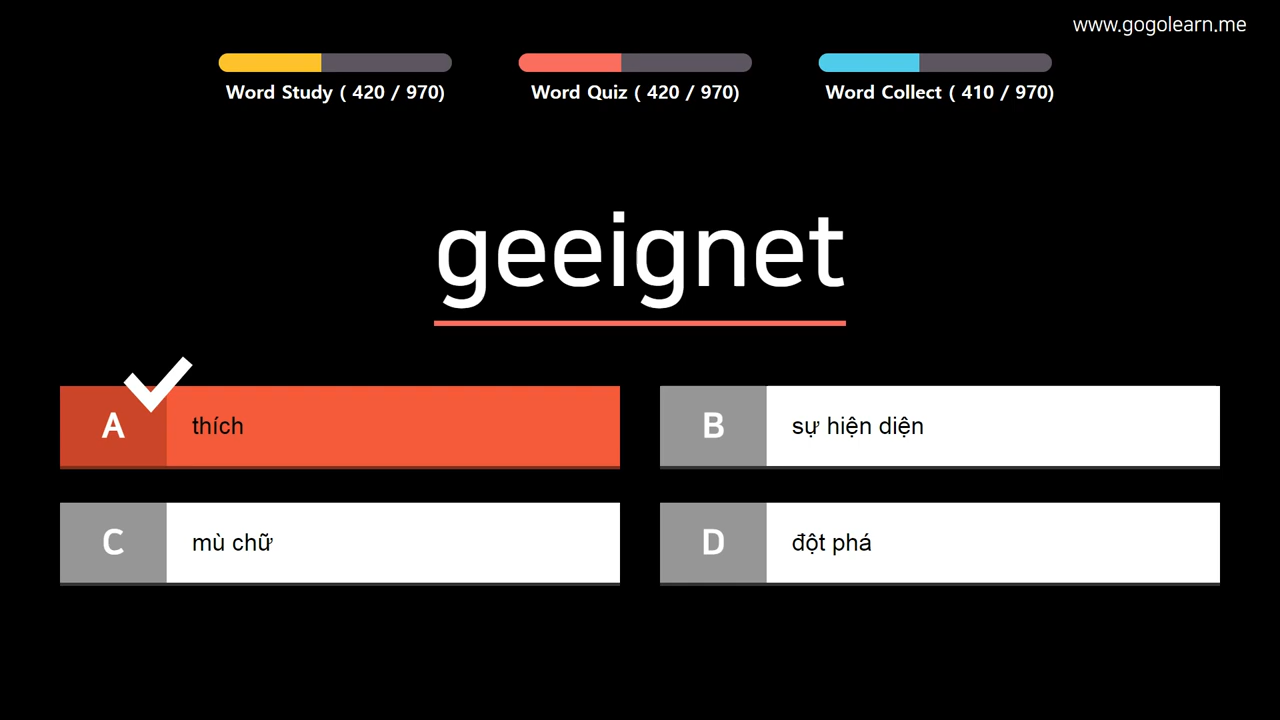 www.gogolearn.me
Word Study ( 420 / 970)
Word Quiz ( 420 / 970)
Word Collect ( 410 / 970)
geeignet
A thích
B sự hiện diện
C mù chữ
D đột phá